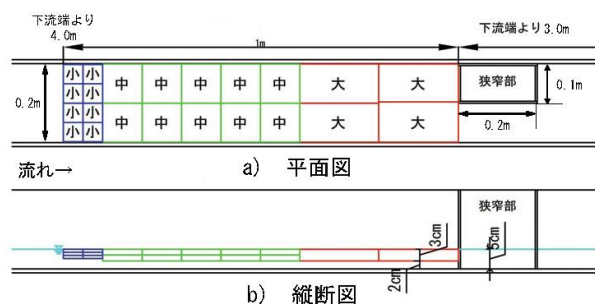 下流端より
4.0m
1m
下流端より3.0m
小 小
小 小
小 小
小 小
中 中 中 中 中
中 中 中 中 中
大 大
大 大
狭窄部
0.2m
0.1m
0.2m
a) 平面図
流れ→
狭窄部
3cm
2cm
5cm
b) 縦断図